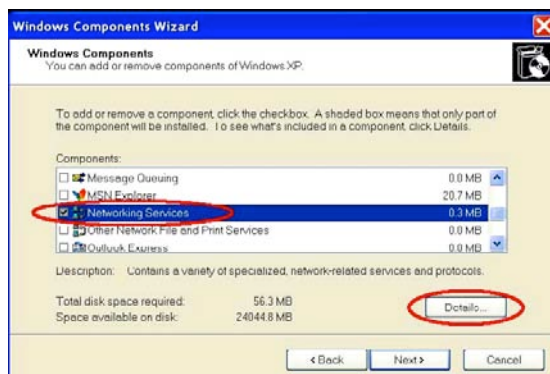 Windows Components Wizard
Windows Components
You can add or remove components of Windows XP.
To add or remove a component, click the checkbox. A shaded box means that only part of
the component will be installed. To see what's included in a component, click Details.
Components:
Message Queuing 0.0 MB
MSN Explorer 20.7 MB
Networking Services 0.3 MB
Other Network File and Print Services 0.0 MB
Outlook Express 0.0 MB
Description: Contains a variety of specialized, network-related services and protocols.
Total disk space required: 56.3 MB
Space available on disk: 24044.8 MB
Details...
< Back
Next >
Cancel